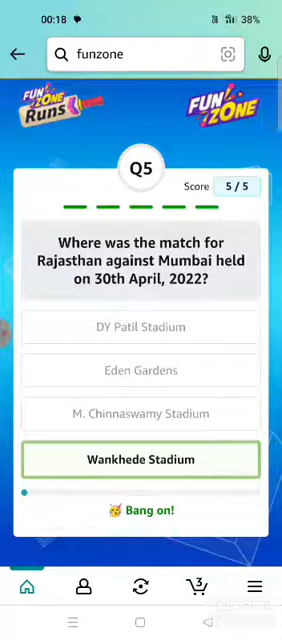 00:18
38%
funzone
FUN
ZONE
Runs
FUN
ZONE
Q5
Score 5 / 5
Where was the match for
Rajasthan against Mumbai held
on 30th April, 2022?
DY Patil Stadium
Eden Gardens
M. Chinnaswamy Stadium
Wankhede Stadium
🥳 Bang on!
3